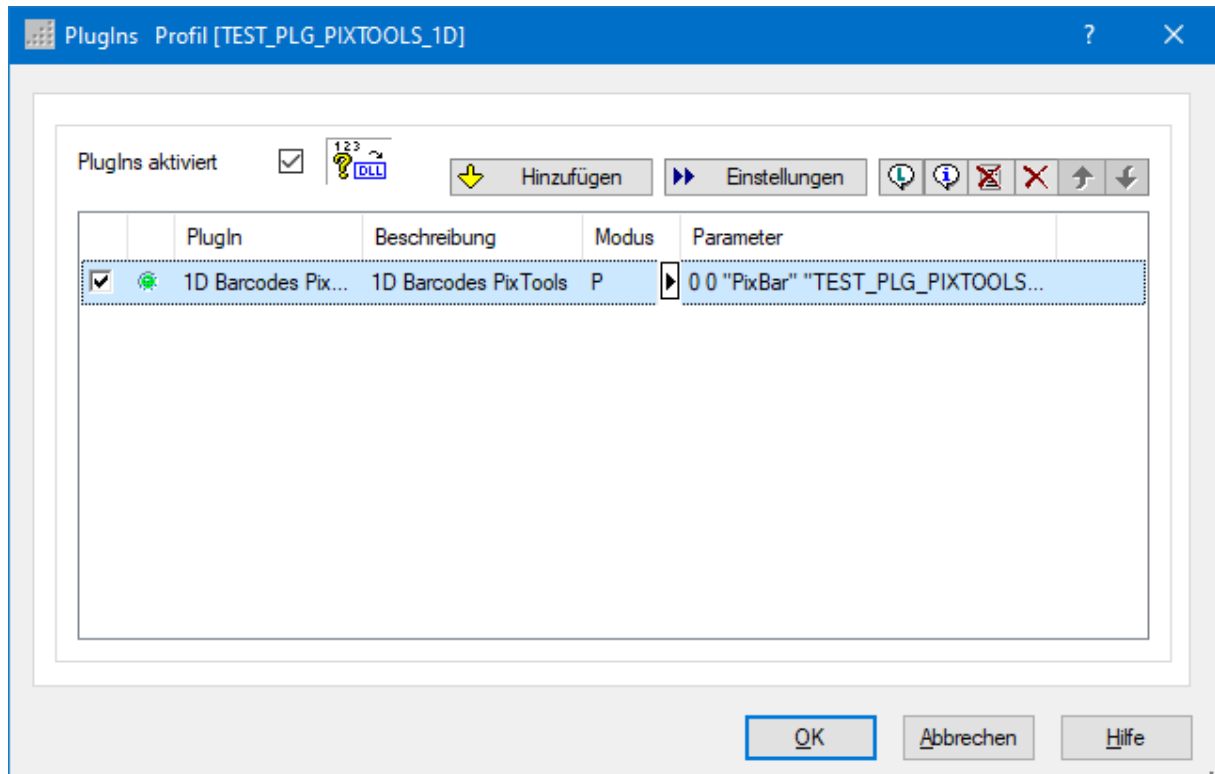 PlugIns Profil [TEST_PLG_PIXTOOLS_1D]
PlugIns aktiviert
123
DLL
Hinzufügen
Einstellungen
PlugIn Beschreibung Modus Parameter
1D Barcodes Pix... 1D Barcodes PixTools P 0 0 "PixBar" "TEST_PLG_PIXTOOLS...
OK Abbrechen Hilfe